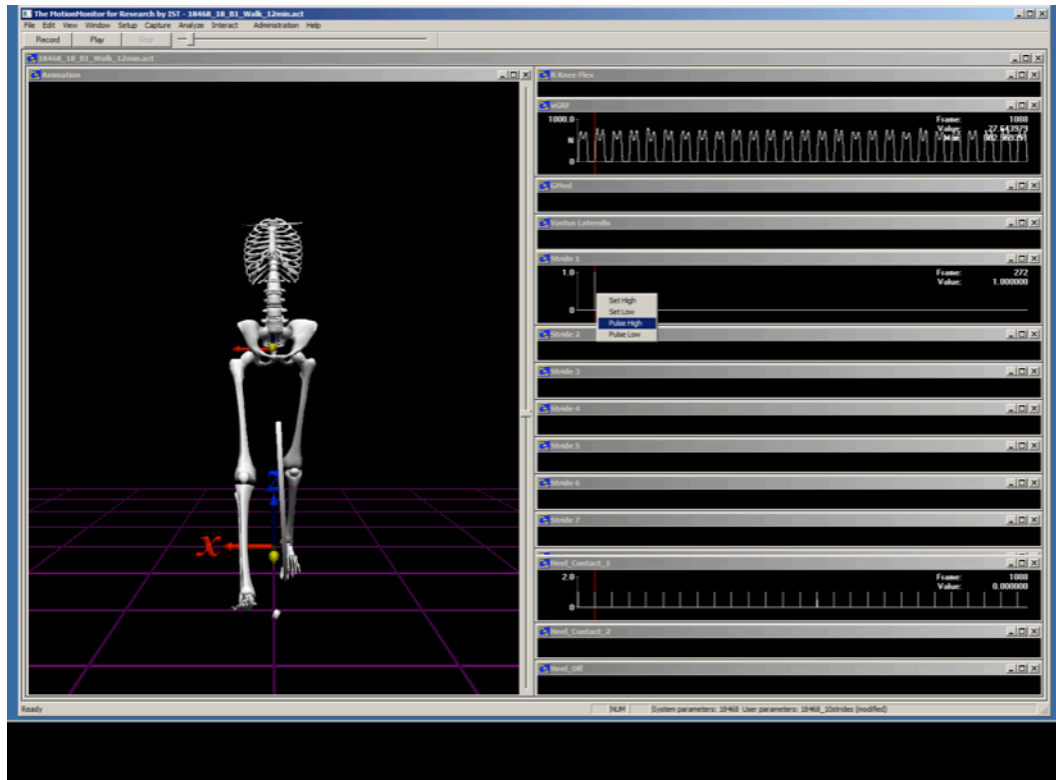 The MotionMonitor for Research by IST - 18468_18_B1_Walk_12min.act
File Edit View Window Setup Capture Analyze Interact Administration Help
Record Play Stop
18468_18_B1_Walk_12min.act
Animation
R Knee Flex
vGRF
1000.0
N
0
Frame: 1088
Value: 27.643979
GMed
Vastus Lateralis
Stride 1
1.0
0
Frame: 272
Value: 1.000000
Set High
Set Low
Pulse High
Pulse Low
Stride 2
Stride 3
Stride 4
Stride 5
Stride 6
Stride 7
Heel_Contact_1
2.0
0
Frame: 1088
Value: 0.000000
Heel_Contact_2
Heel_Off
Z
X
Ready
NUM
System parameters: 18468 User parameters: 18468_10strides (modified)